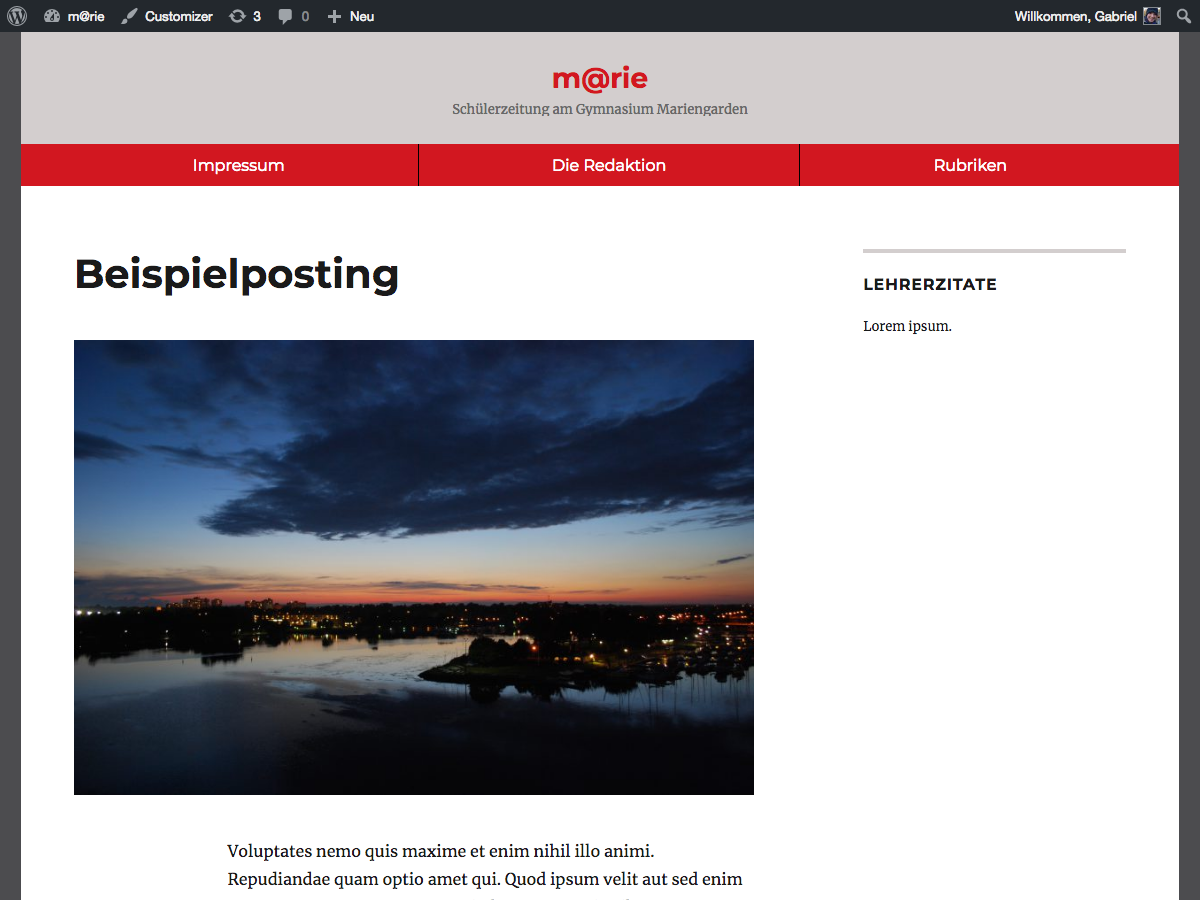 m@rie Customizer 3 0 Neu Willkommen, Gabriel
m@rie
Schülerzeitung am Gymnasium Mariengarden
Impressum Die Redaktion Rubriken
Beispielposting
LEHRERZITATE
Lorem ipsum.
Voluptates nemo quis maxime et enim nihil illo animi.
Repudiandae quam optio amet qui. Quod ipsum velit aut sed enim